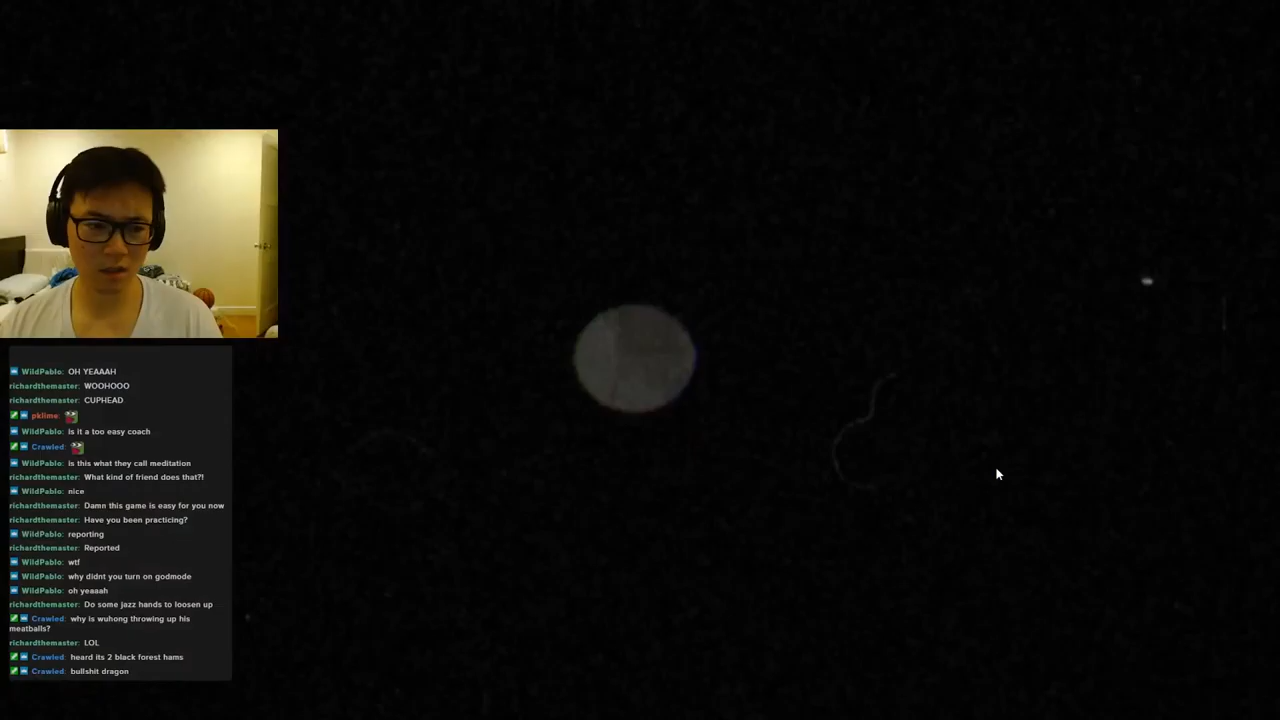 WildPablo: OH YEAAAH
richardthemaster: WOOHOOO
richardthemaster: CUPHEAD
pklime:
WildPablo: is it a too easy coach
Crawled:
WildPablo: is this what they call meditation
richardthemaster: What kind of friend does that?!
WildPablo: nice
richardthemaster: Damn this game is easy for you now
richardthemaster: Have you been practicing?
WildPablo: reporting
richardthemaster: Reported
WildPablo: wtf
WildPablo: why didnt you turn on godmode
WildPablo: oh yeaaah
richardthemaster: Do some jazz hands to loosen up
Crawled: why is wuhong throwing up his
meatballs?
richardthemaster: LOL
Crawled: heard its 2 black forest hams
Crawled: bullshit dragon